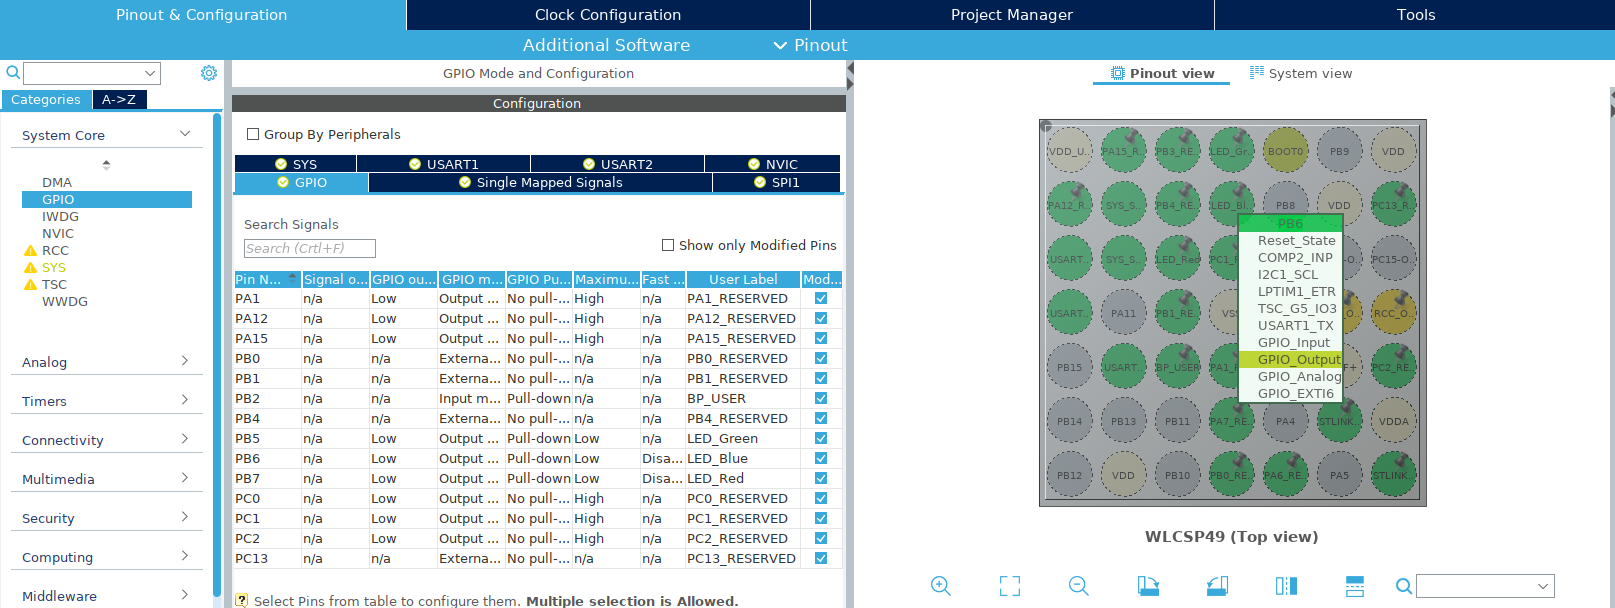 Pinout & Configuration
Clock Configuration
Project Manager
Tools
Additional Software
Pinout
Categories
A->Z
System Core
DMA
GPIO
IWDG
NVIC
RCC
SYS
TSC
WWDG
Analog
Timers
Connectivity
Multimedia
Security
Computing
Middleware
GPIO Mode and Configuration
Configuration
Group By Peripherals
SYS USART1 USART2 NVIC
GPIO Single Mapped Signals SPI1
Search Signals
Search (Crtl+F)
Show only Modified Pins
Pin N... Signal o... GPIO ou... GPIO m... GPIO Pu... Maximu... Fast ... User Label Mod...
PA1 n/a Low Output ... No pull-... High n/a PA1_RESERVED
PA12 n/a Low Output ... No pull-... High n/a PA12_RESERVED
PA15 n/a Low Output ... No pull-... High n/a PA15_RESERVED
PB0 n/a n/a Externa... No pull-... n/a n/a PB0_RESERVED
PB1 n/a n/a Externa... No pull-... n/a n/a PB1_RESERVED
PB2 n/a n/a Input m... Pull-down n/a n/a BP_USER
PB4 n/a n/a Externa... No pull-... n/a n/a PB4_RESERVED
PB5 n/a Low Output ... Pull-down Low n/a LED_Green
PB6 n/a Low Output ... Pull-down Low Disa... LED_Blue
PB7 n/a Low Output ... Pull-down Low Disa... LED_Red
PC0 n/a Low Output ... No pull-... High n/a PC0_RESERVED
PC1 n/a Low Output ... No pull-... High n/a PC1_RESERVED
PC2 n/a Low Output ... No pull-... High n/a PC2_RESERVED
PC13 n/a n/a Externa... No pull-... n/a n/a PC13_RESERVED
Select Pins from table to configure them. Multiple selection is Allowed.
Pinout view
System view
VDD_U.. PA15_R.. PB3_RE.. LED_Gr.. BOOT0 PB9 VDD
PA12_R.. SYS_S.. PB4_RE.. LED_Bl.. PB8 VDD PC13_R..
USART.. SYS_S.. LED_Red PC1_R -O.. PC15-O..
USART.. PA11 PB1_RE.. VSS _O.. RCC_O..
PB15 USART.. BP_USER PA1_R F+ PC2_RE..
PB14 PB13 PB11 PA7_RE.. PA4 STLINK.. VDDA
PB12 VDD PB10 PB0_RE.. PA6_RE.. PA5 STLINK..
PB6
Reset_State
COMP2_INP
I2C1_SCL
LPTIM1_ETR
TSC_G5_IO3
USART1_TX
GPIO_Input
GPIO_Output
GPIO_Analog
GPIO_EXTI6
WLCSP49 (Top view)